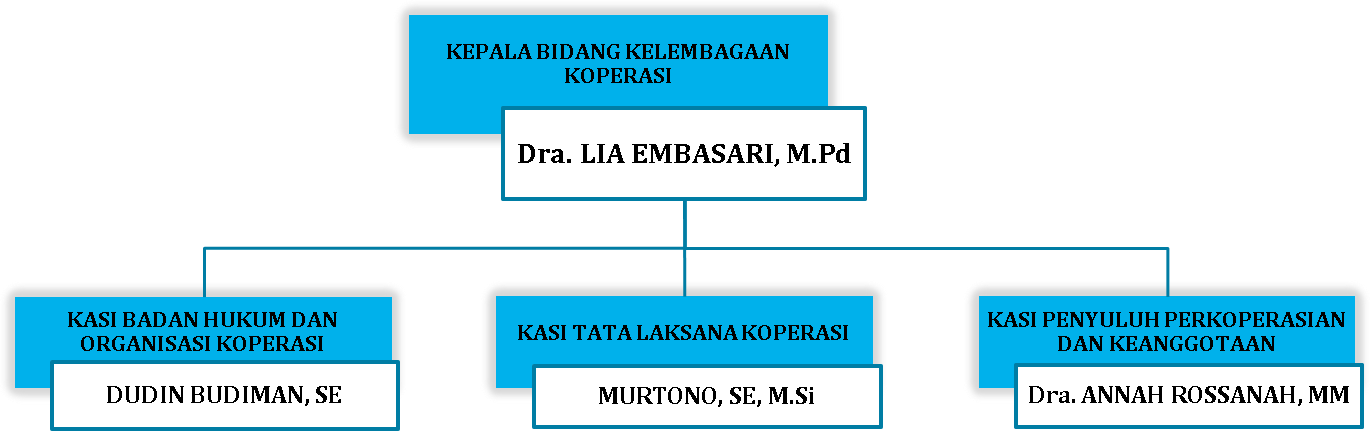 KEPALA BIDANG KELEMBAGAAN
KOPERASI
Dra. LIA EMBASARI, M.Pd
KASI BADAN HUKUM DAN
ORGANISASI KOPERASI
DUDIN BUDIMAN, SE
KASI TATA LAKSANA KOPERASI
MURTONO, SE, M.Si
KASI PENYULUH PERKOPERASIAN
DAN KEANGGOTAAN
Dra. ANNAH ROSSANAH, MM